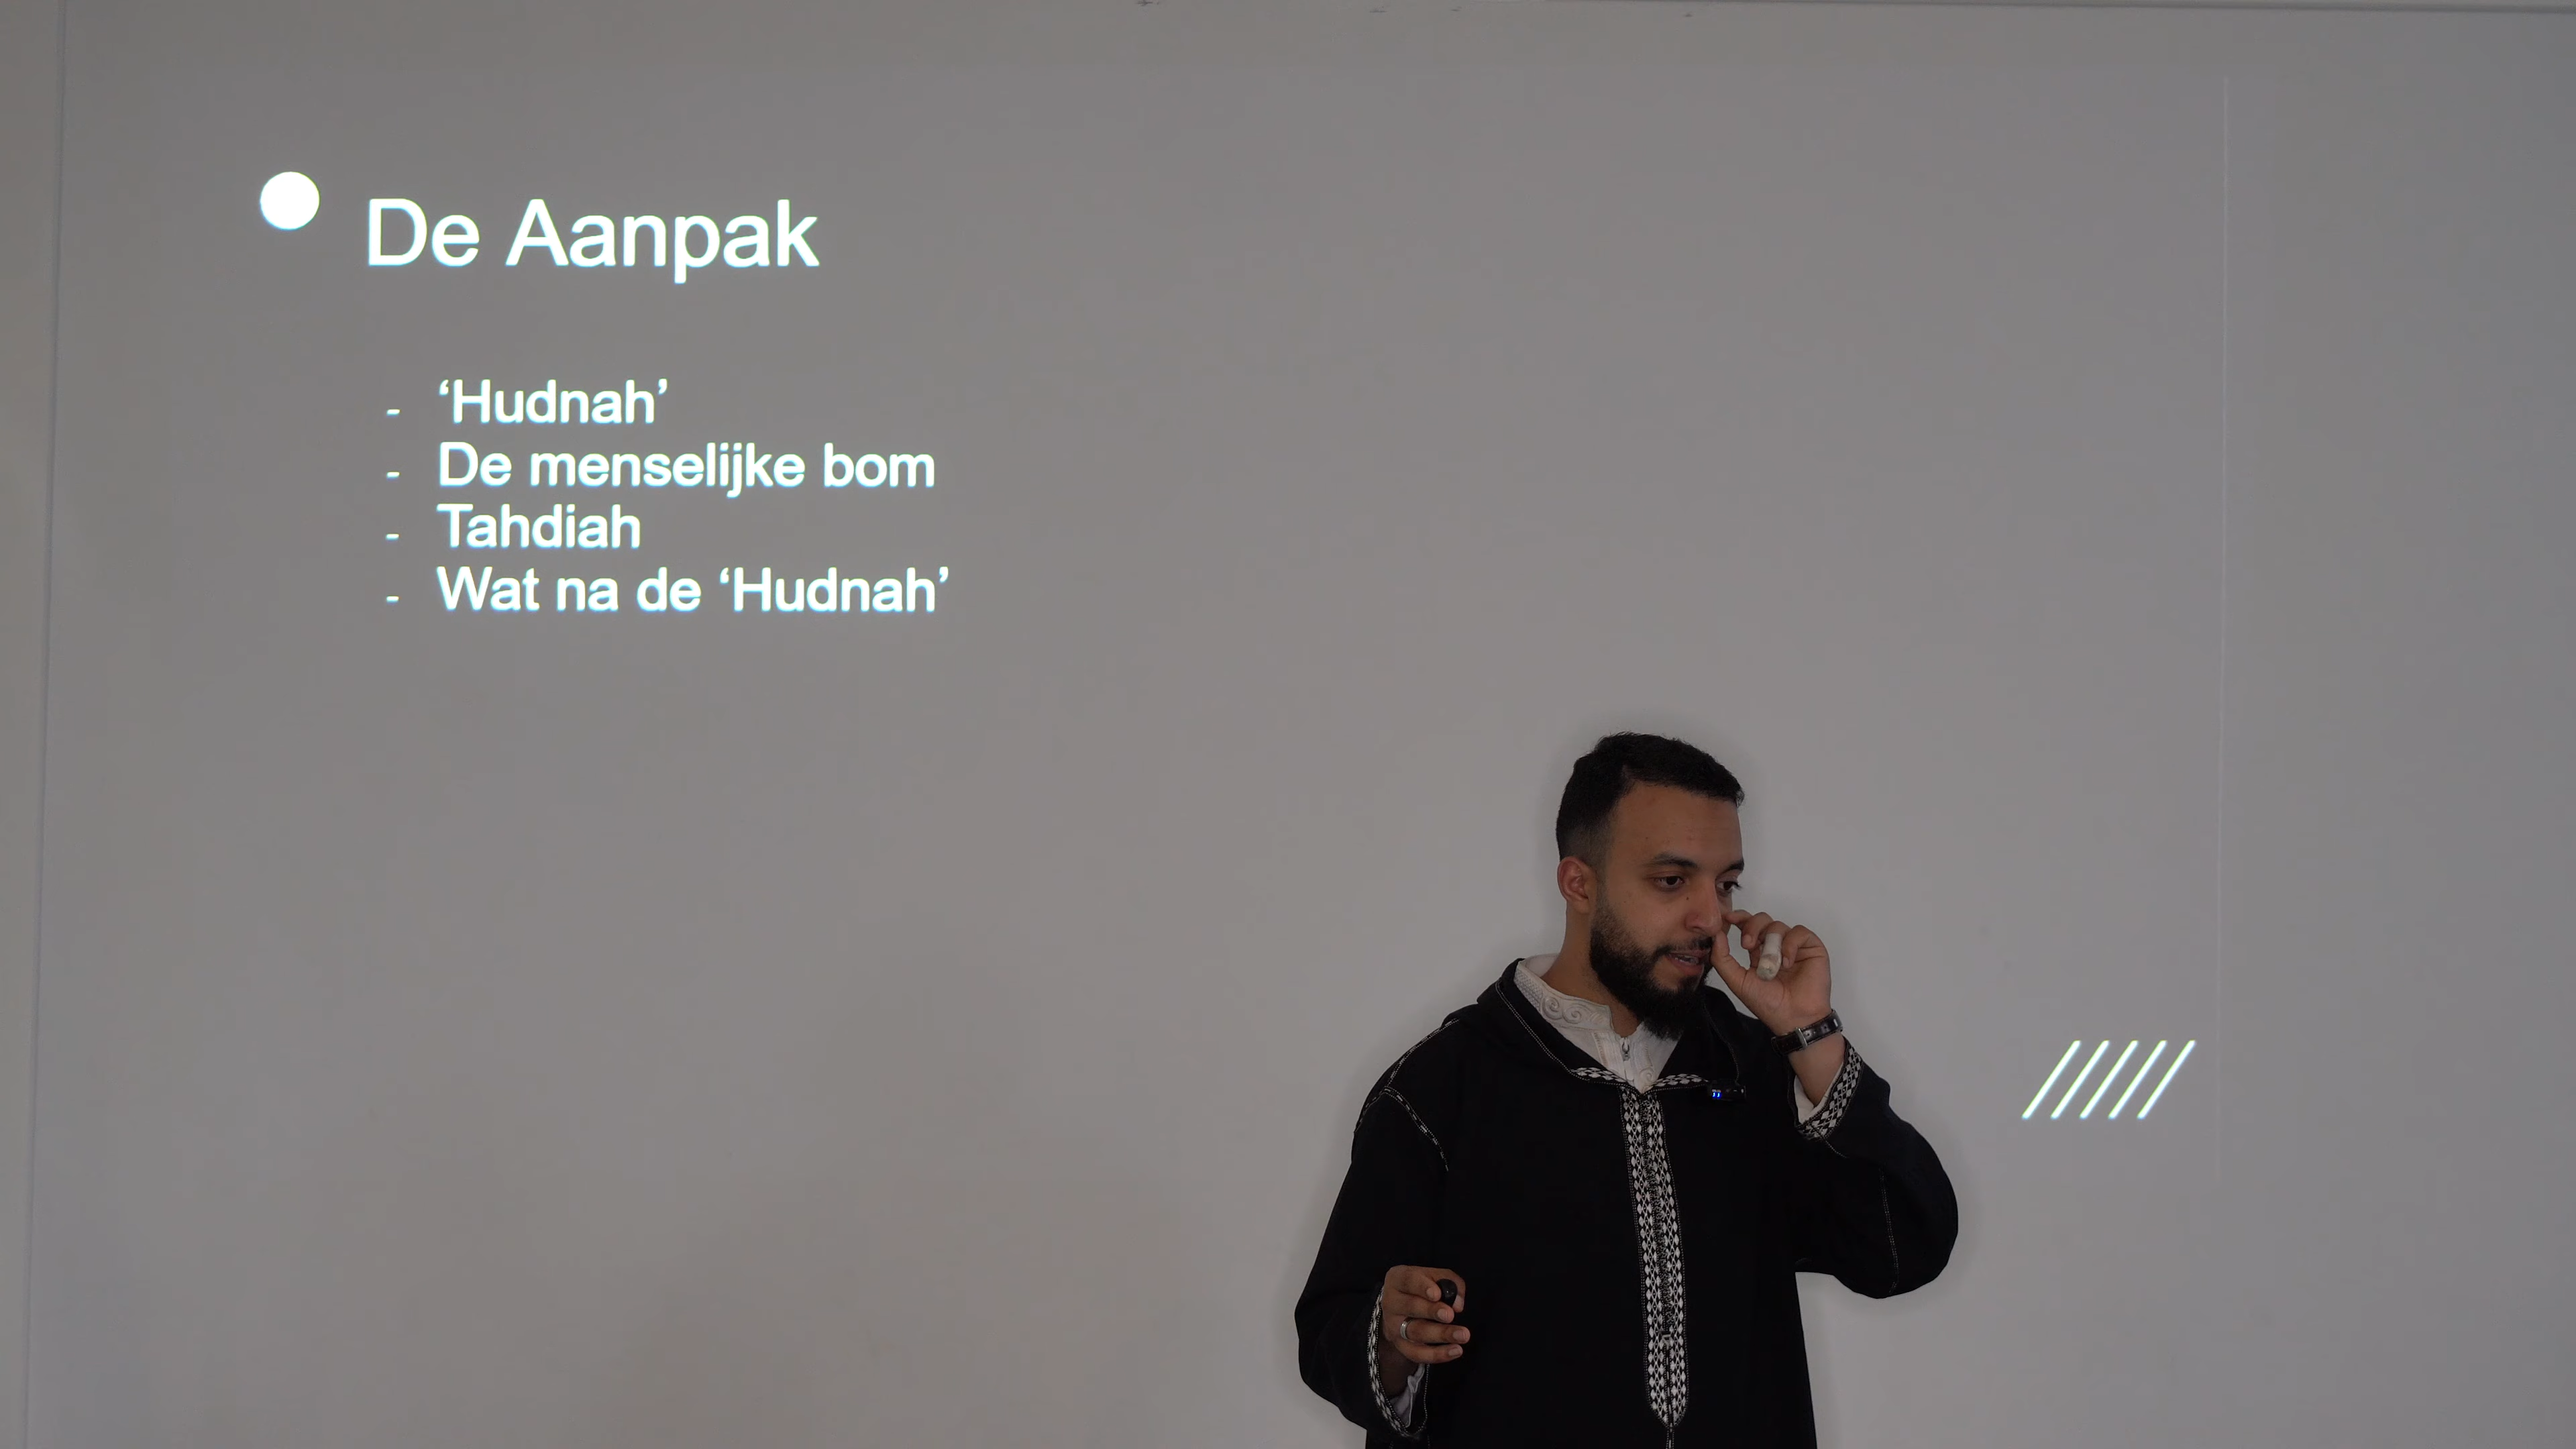 De Aanpak
- ‘Hudnah’
- De menselijke bom
- Tahdiah
- Wat na de ‘Hudnah’